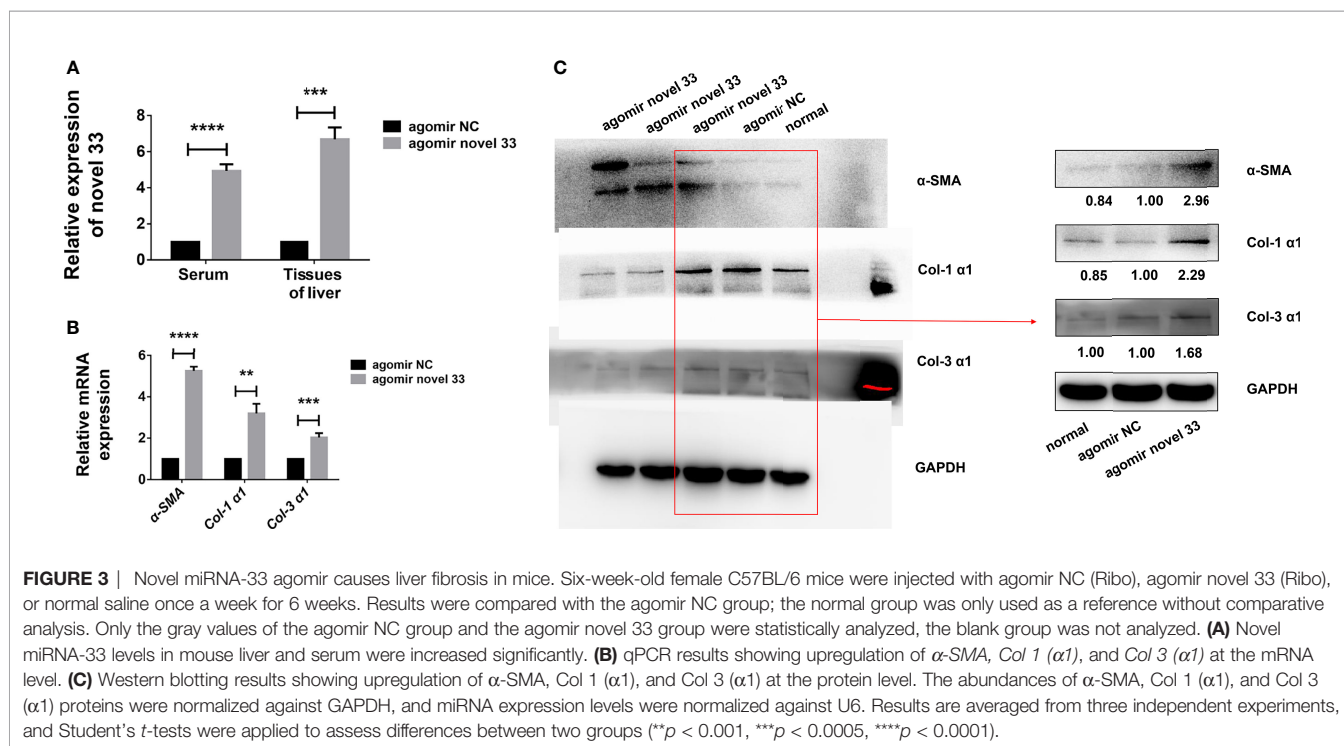 A
Relative expression
of novel 33
8
6
4
2
0
****
***
Serum
Tissues
of liver
agomir NC
agomir novel 33
B
Relative mRNA
expression
6
4
2
0
****
**
***
α-SMA
Col-1 α1
Col-3 α1
agomir NC
agomir novel 33
C
agomir novel 33
agomir novel 33
agomir novel 33
agomir NC
normal
α-SMA
Col-1 α1
Col-3 α1
GAPDH
α-SMA
0.84 1.00 2.96
Col-1 α1
0.85 1.00 2.29
Col-3 α1
1.00 1.00 1.68
GAPDH
normal
agomir NC
agomir novel 33
FIGURE 3 | Novel miRNA-33 agomir causes liver fibrosis in mice. Six-week-old female C57BL/6 mice were injected with agomir NC (Ribo), agomir novel 33 (Ribo),
or normal saline once a week for 6 weeks. Results were compared with the agomir NC group; the normal group was only used as a reference without comparative
analysis. Only the gray values of the agomir NC group and the agomir novel 33 group were statistically analyzed, the blank group was not analyzed. (A) Novel
miRNA-33 levels in mouse liver and serum were increased significantly. (B) qPCR results showing upregulation of α-SMA, Col 1 (α1), and Col 3 (α1) at the mRNA
level. (C) Western blotting results showing upregulation of α-SMA, Col 1 (α1), and Col 3 (α1) at the protein level. The abundances of α-SMA, Col 1 (α1), and Col 3
(α1) proteins were normalized against GAPDH, and miRNA expression levels were normalized against U6. Results are averaged from three independent experiments,
and Student's t-tests were applied to assess differences between two groups (**p < 0.001, ***p < 0.0005, ****p < 0.0001).